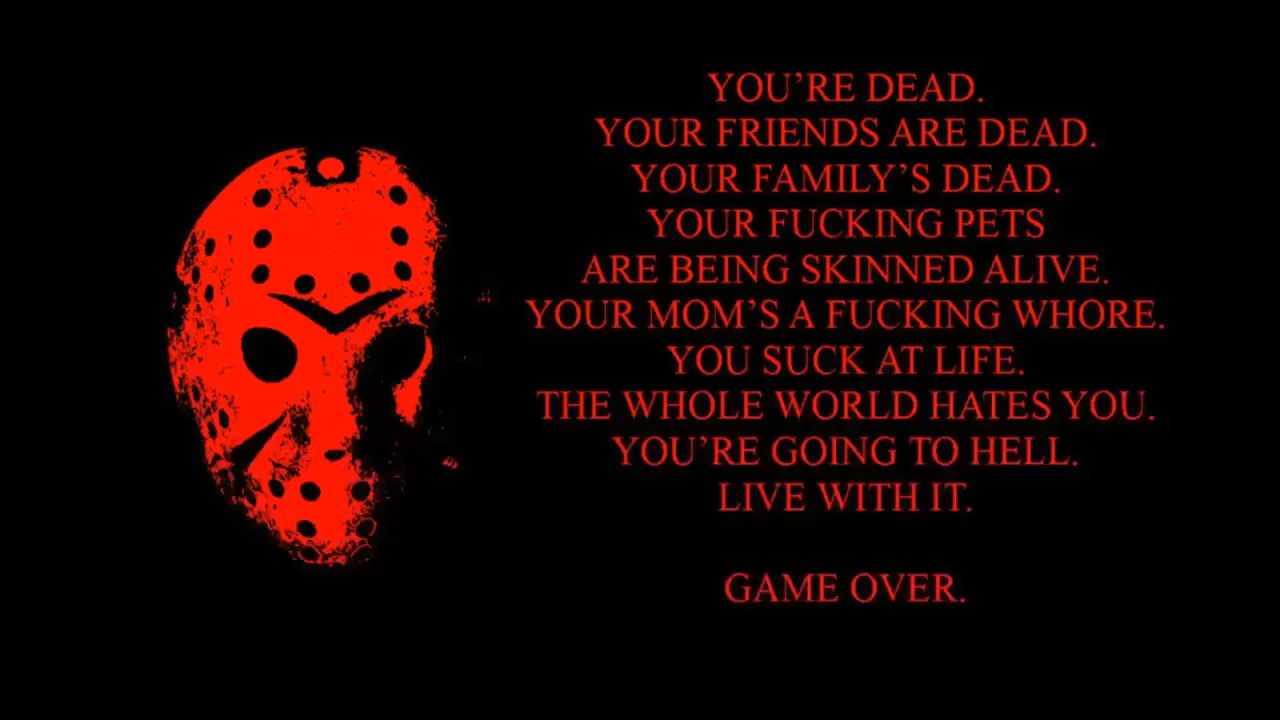 YOU'RE DEAD.
YOUR FRIENDS ARE DEAD.
YOUR FAMILY'S DEAD.
YOUR FUCKING PETS
ARE BEING SKINNED ALIVE.
YOUR MOM'S A FUCKING WHORE.
YOU SUCK AT LIFE.
THE WHOLE WORLD HATES YOU.
YOU'RE GOING TO HELL.
LIVE WITH IT.
GAME OVER.